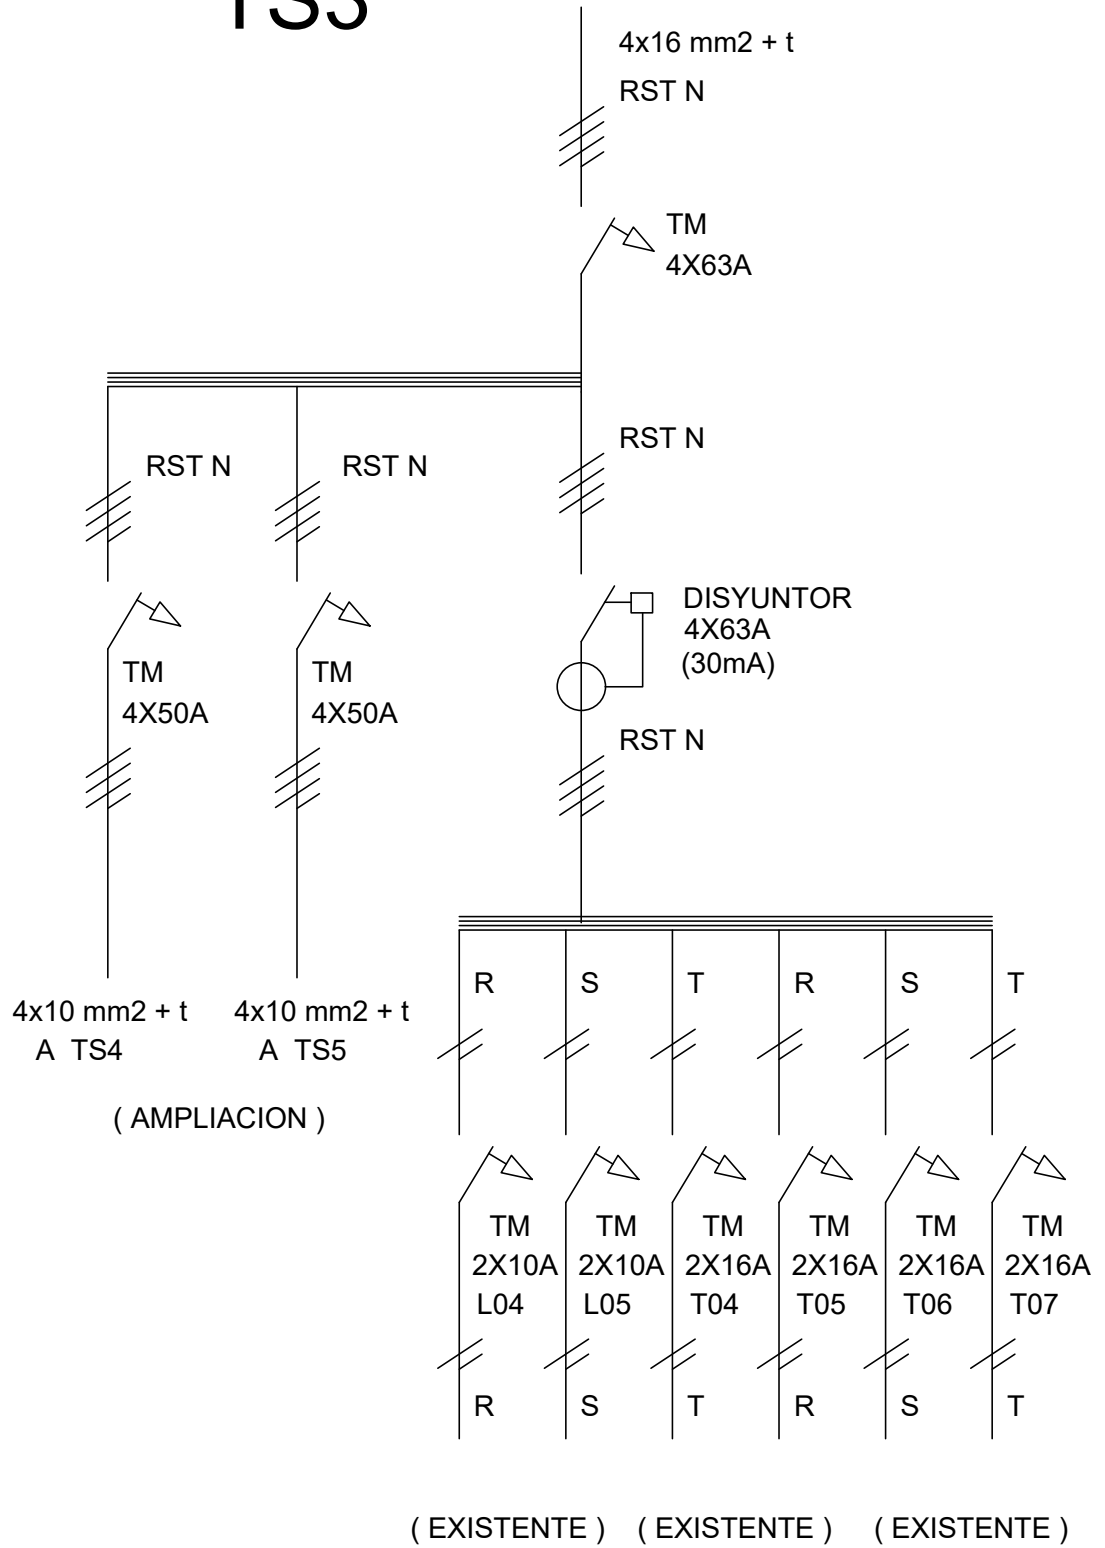 TS3
4x16 mm2 + t
RST N
TM
4X63A
RST N
RST N
RST N
TM
4X50A
TM
4X50A
DISYUNTOR
4X63A
(30mA)
RST N
4x10 mm2 + t
A TS4
4x10 mm2 + t
A TS5
( AMPLIACION )
R S T R S T
TM TM TM TM TM TM
2X10A 2X10A 2X16A 2X16A 2X16A 2X16A
L04 L05 T04 T05 T06 T07
R S T R S T
( EXISTENTE ) ( EXISTENTE ) ( EXISTENTE )